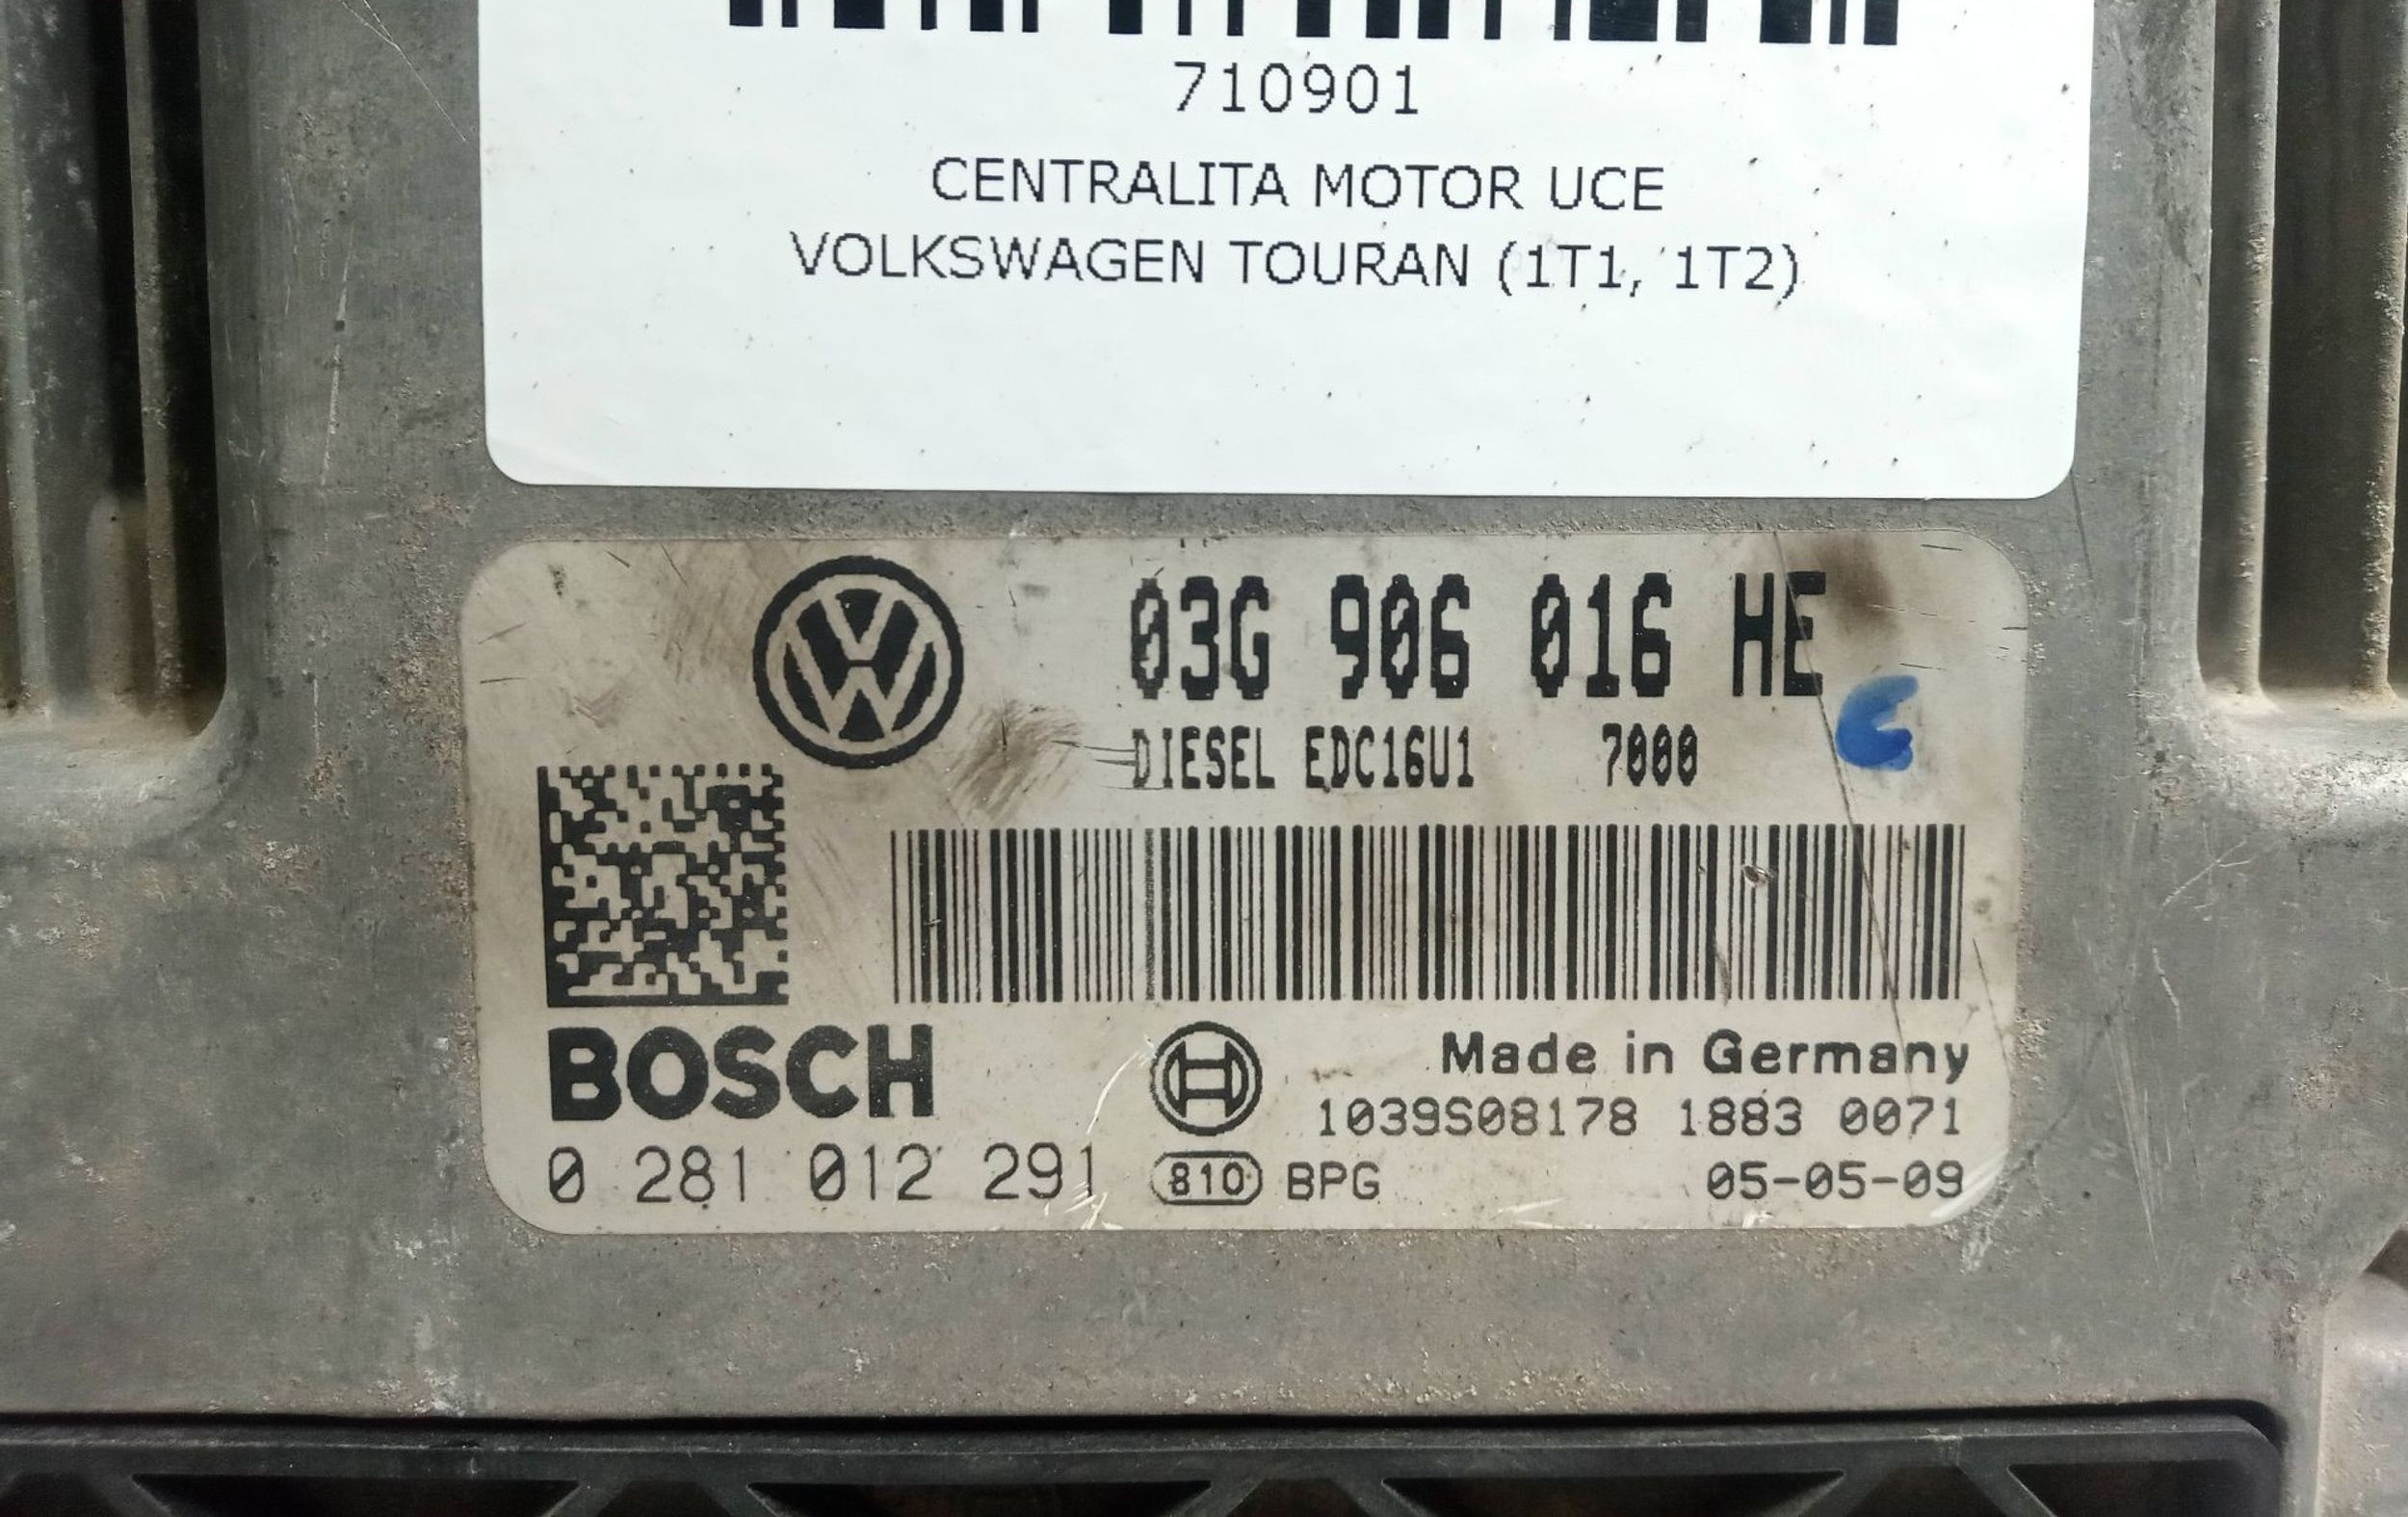 710901
CENTRALITA MOTOR UCE
VOLKSWAGEN TOURAN (1T1, 1T2)
03G 906 016 HE
DIESEL EDC16U1 7000
BOSCH
Made in Germany
1039S08178 1883 0071
0 281 012 291
810 BPG
05-05-09